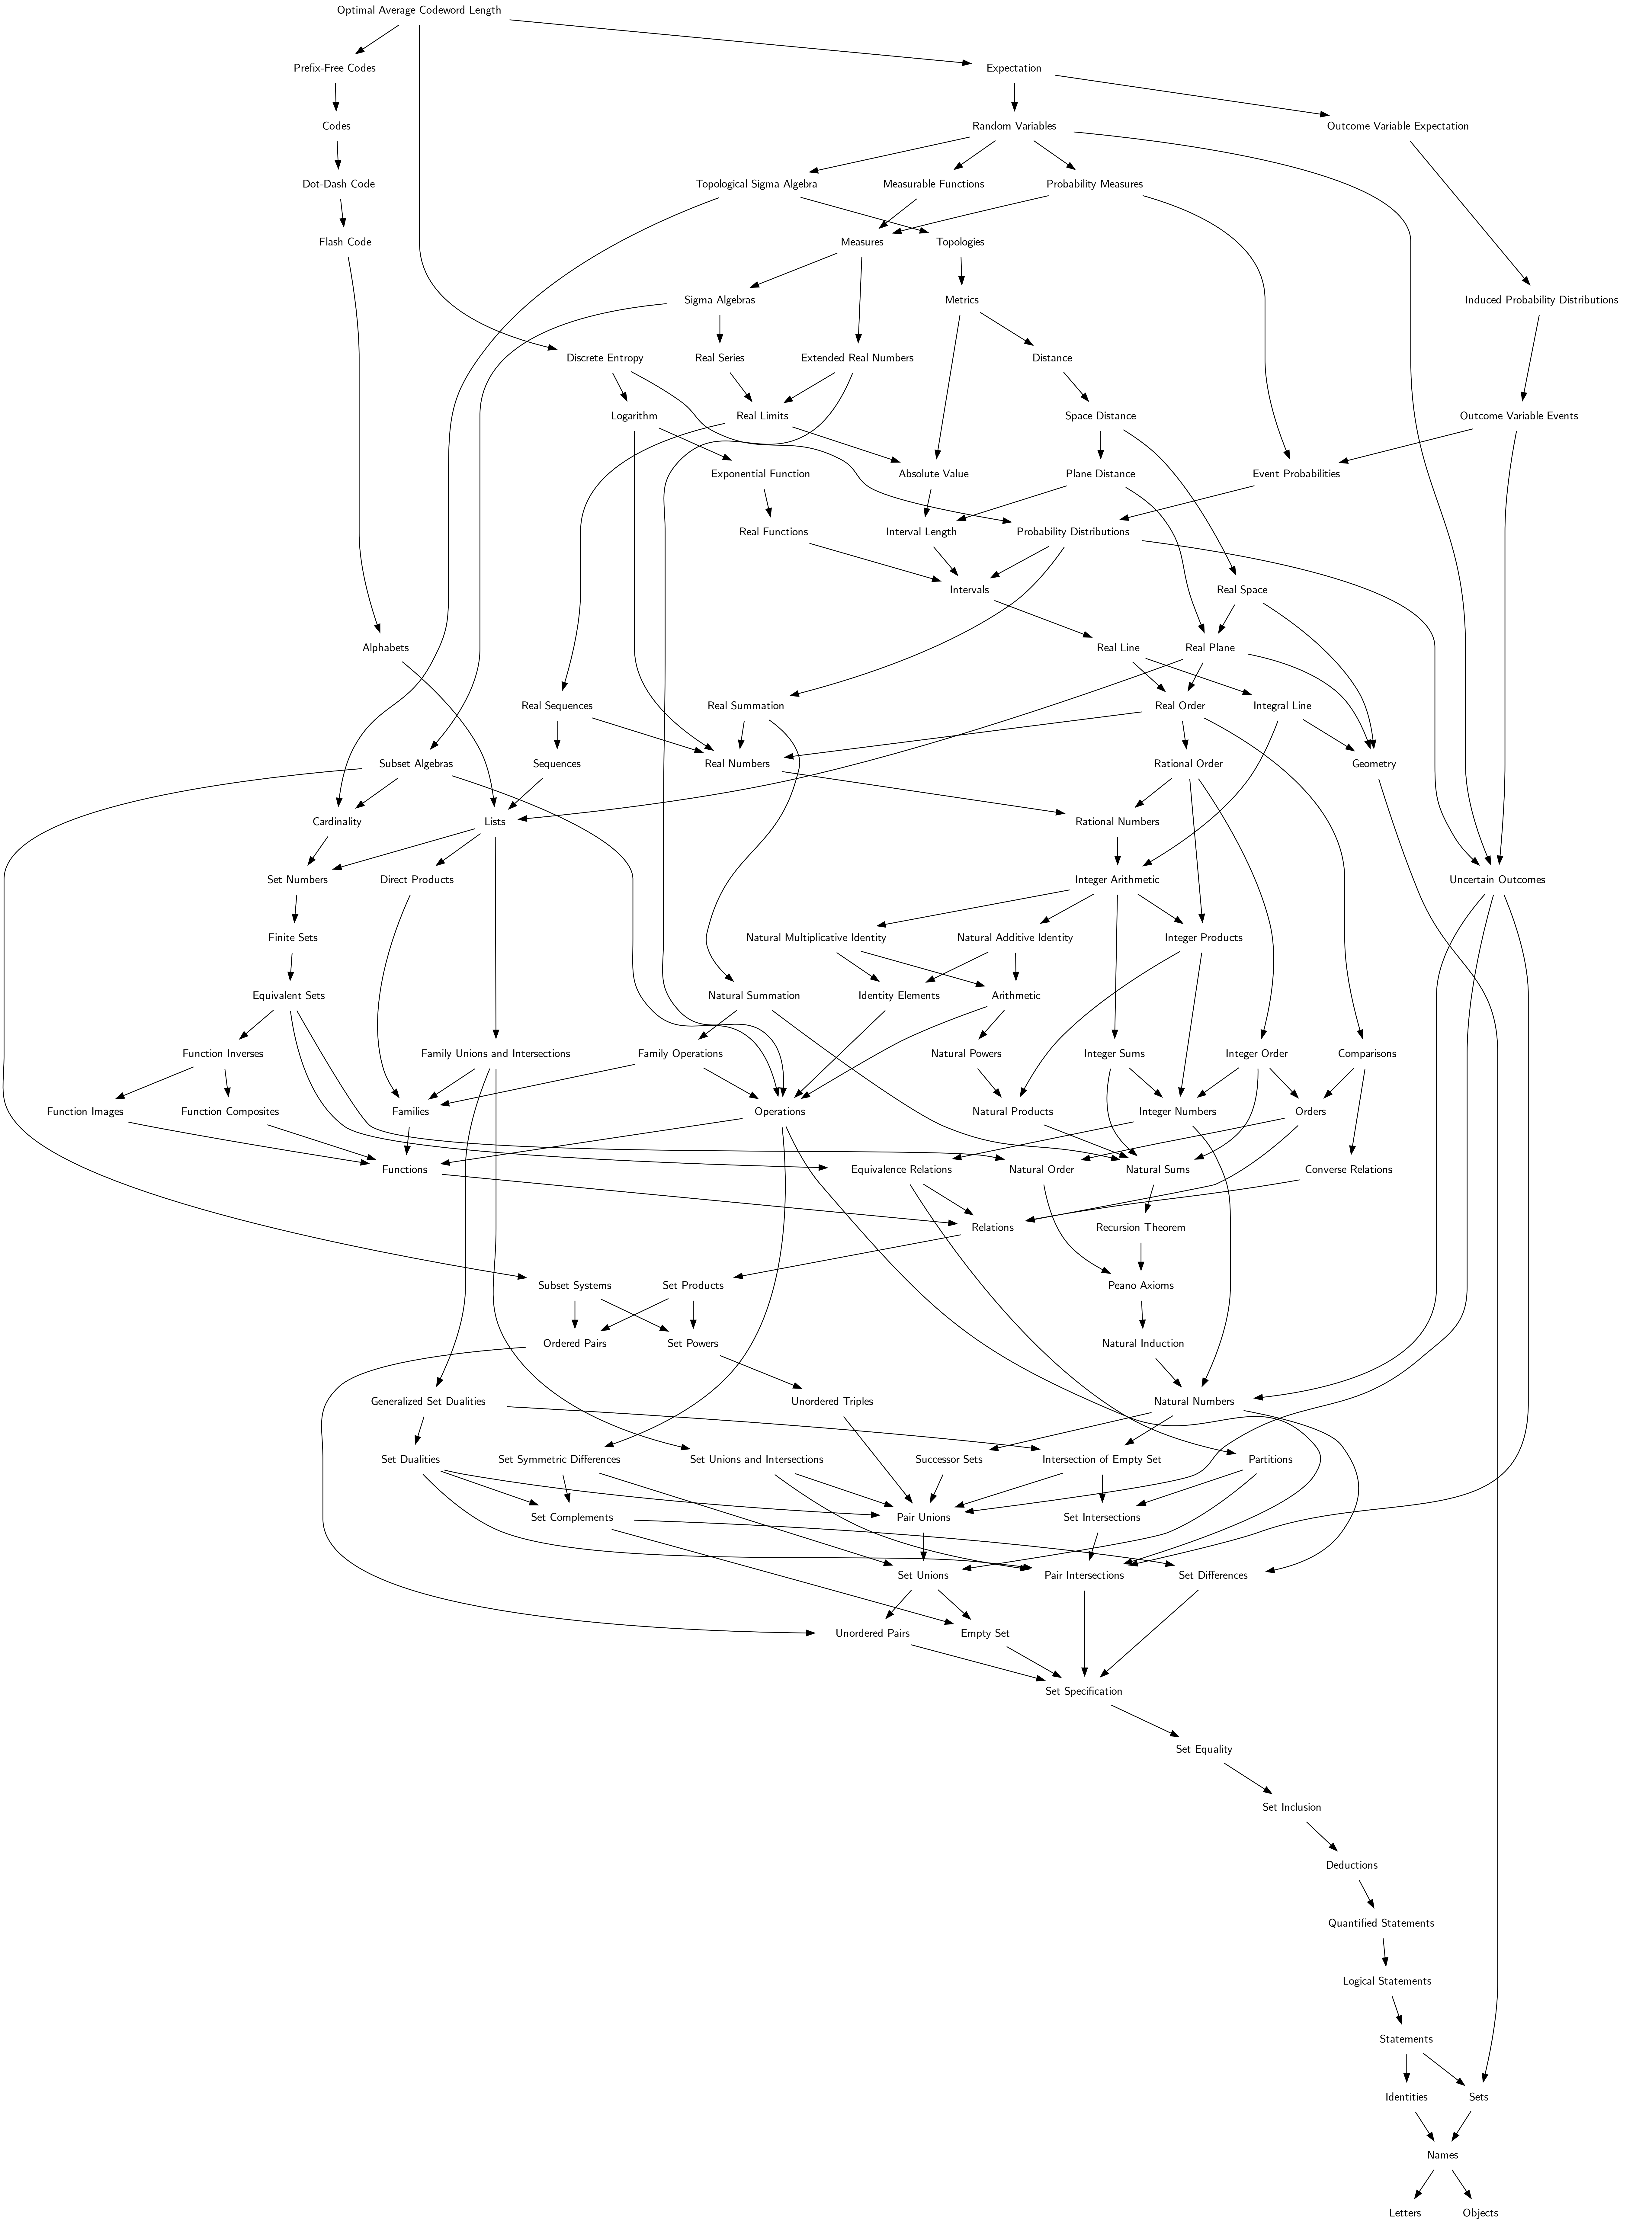 Optimal Average Codeword Length
Prefix-Free Codes
Expectation
Codes
Random Variables
Outcome Variable Expectation
Dot-Dash Code
Topological Sigma Algebra
Measurable Functions
Probability Measures
Flash Code
Measures
Topologies
Sigma Algebras
Metrics
Induced Probability Distributions
Discrete Entropy
Real Series
Extended Real Numbers
Distance
Logarithm
Real Limits
Space Distance
Outcome Variable Events
Exponential Function
Absolute Value
Plane Distance
Event Probabilities
Real Functions
Interval Length
Probability Distributions
Intervals
Real Space
Alphabets
Real Line
Real Plane
Real Sequences
Real Summation
Real Order
Integral Line
Subset Algebras
Sequences
Real Numbers
Rational Order
Geometry
Cardinality
Lists
Rational Numbers
Set Numbers
Direct Products
Integer Arithmetic
Uncertain Outcomes
Finite Sets
Natural Multiplicative Identity
Natural Additive Identity
Integer Products
Equivalent Sets
Natural Summation
Identity Elements
Arithmetic
Function Inverses
Family Unions and Intersections
Family Operations
Natural Powers
Integer Sums
Integer Order
Comparisons
Function Images
Function Composites
Families
Operations
Natural Products
Integer Numbers
Orders
Functions
Equivalence Relations
Natural Order
Natural Sums
Converse Relations
Relations
Recursion Theorem
Subset Systems
Set Products
Peano Axioms
Ordered Pairs
Set Powers
Natural Induction
Generalized Set Dualities
Unordered Triples
Natural Numbers
Set Dualities
Set Symmetric Differences
Set Unions and Intersections
Successor Sets
Intersection of Empty Set
Partitions
Set Complements
Pair Unions
Set Intersections
Set Unions
Pair Intersections
Set Differences
Unordered Pairs
Empty Set
Set Specification
Set Equality
Set Inclusion
Deductions
Quantified Statements
Logical Statements
Statements
Identities
Sets
Names
Letters
Objects